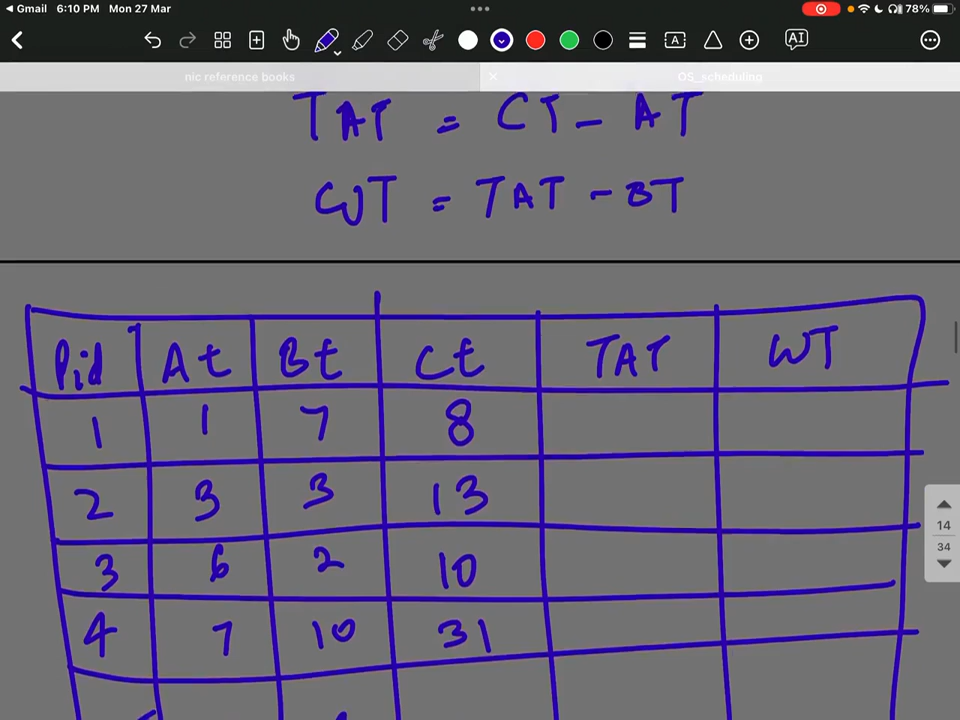 Gmail 6:10 PM Mon 27 Mar 78%
AI
nic reference books OS_scheduling
TAT = CT - AT
WT = TAT - BT
Pid At Bt Ct TAT WT
1 1 7 8
2 3 3 13
3 6 2 10
4 7 10 31
14
34